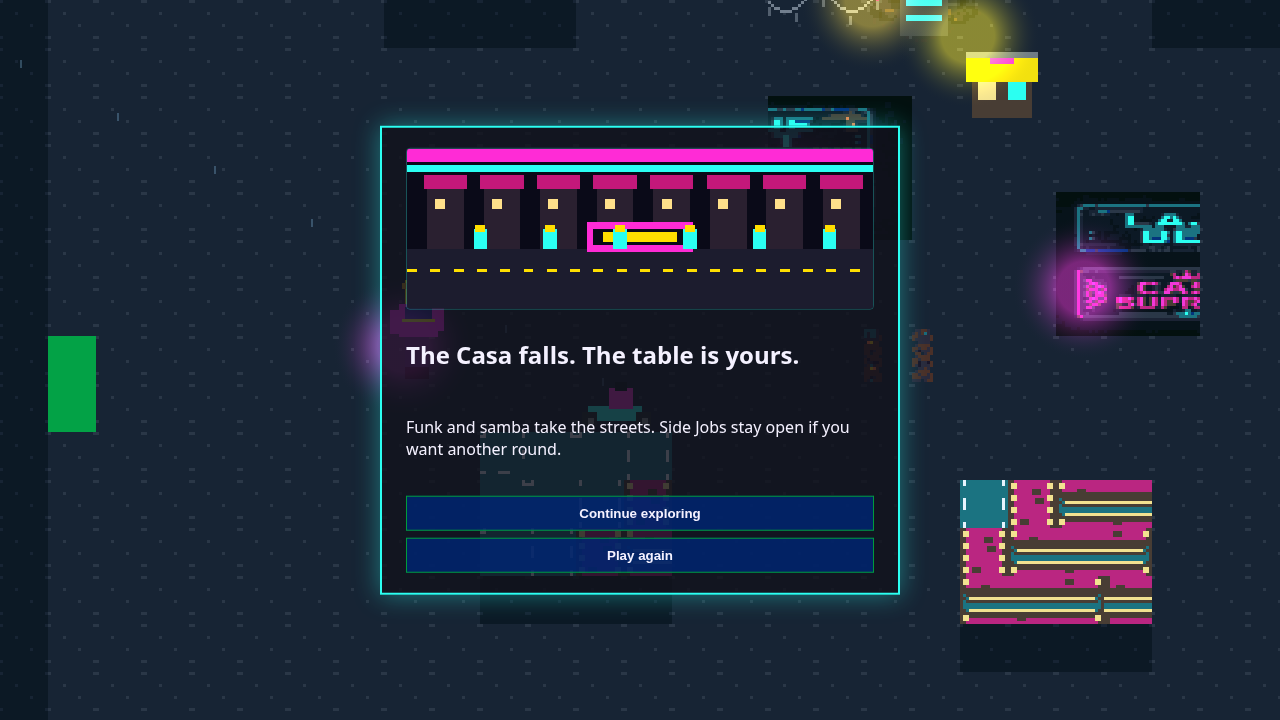 The Casa falls. The table is yours.
Funk and samba take the streets. Side Jobs stay open if you
want another round.
Continue exploring
Play again